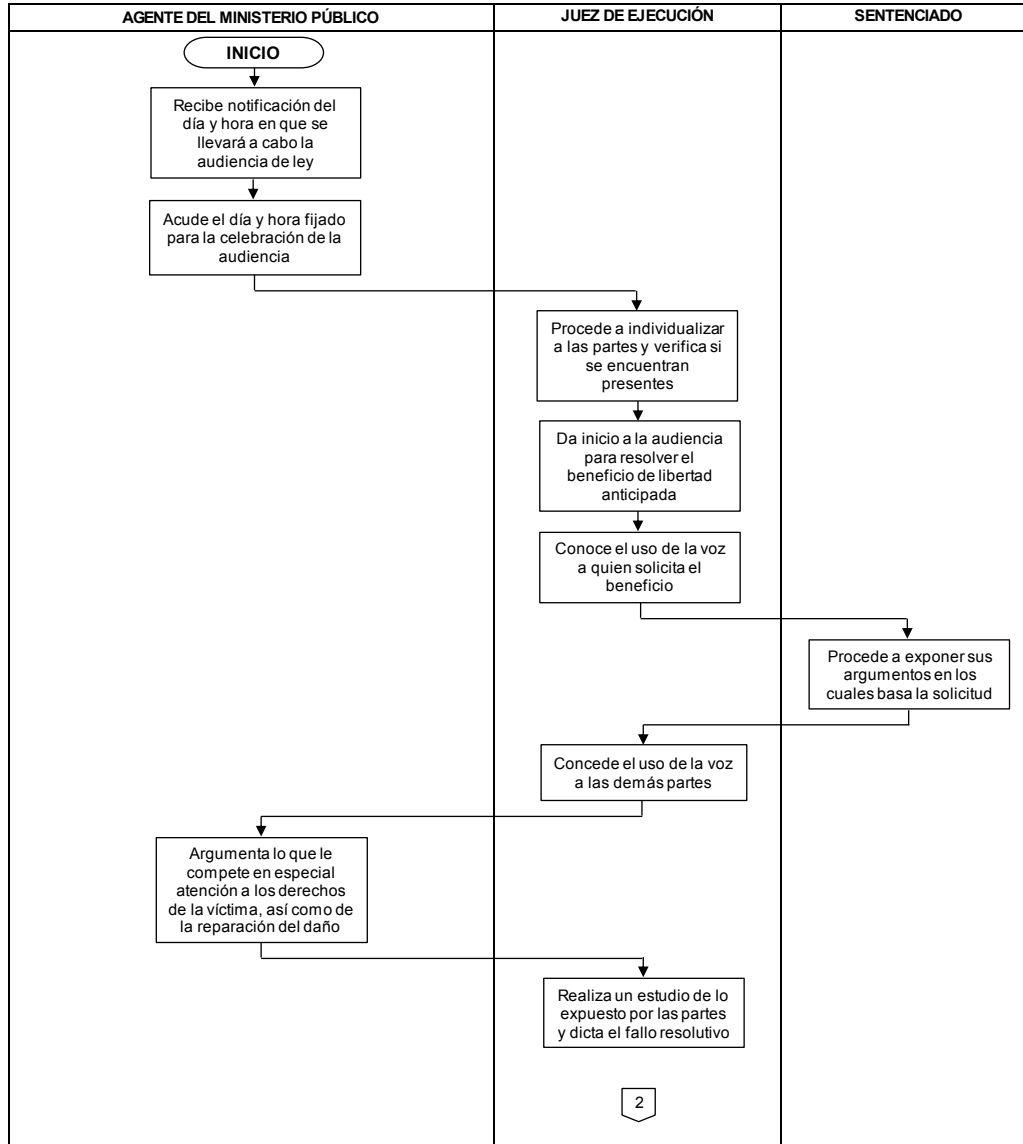 AGENTE DEL MINISTERIO PÚBLICO
JUEZ DE EJECUCIÓN
SENTENCIADO
INICIO
Recibe notificación del
día y hora en que se
llevará a cabo la
audiencia de ley
Acude el día y hora fijado
para la celebración de la
audiencia
Procede a individualizar
a las partes y verifica si
se encuentran
presentes
Da inicio a la audiencia
para resolver el
beneficio de libertad
anticipada
Conoce el uso de la voz
a quien solicita el
beneficio
Procede a exponer sus
argumentos en los
cuales basa la solicitud
Concede el uso de la voz
a las demás partes
Argumenta lo que le
compete en especial
atención a los derechos
de la víctima, así como de
la reparación del daño
Realiza un estudio de lo
expuesto por las partes
y dicta el fallo resolutivo
2